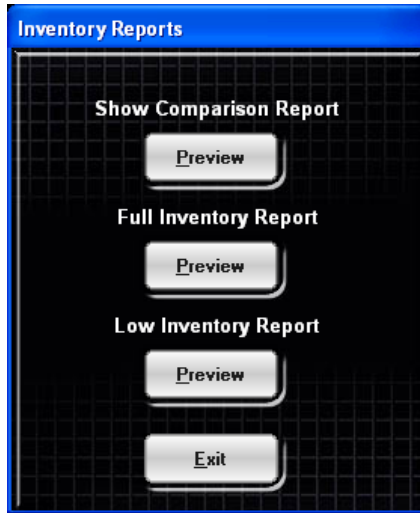 Inventory Reports
Show Comparison Report
Preview
Full Inventory Report
Preview
Low Inventory Report
Preview
Exit